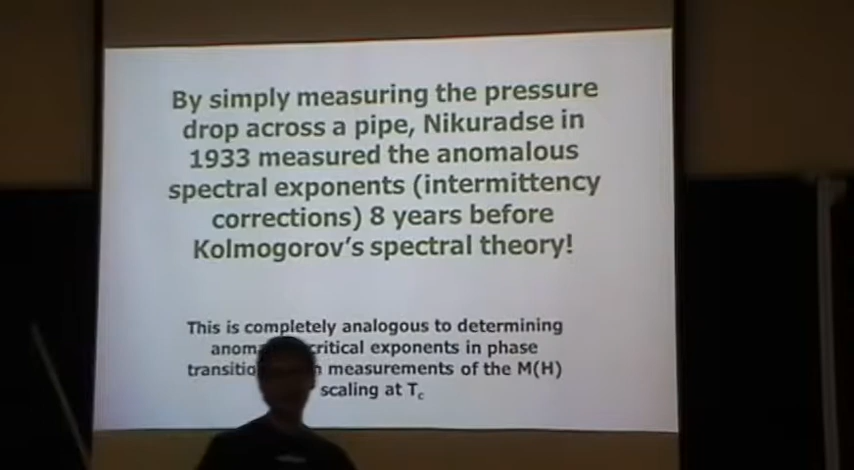 By simply measuring the pressure
drop across a pipe, Nikuradse in
1933 measured the anomalous
spectral exponents (intermittency
corrections) 8 years before
Kolmogorov's spectral theory!
This is completely analogous to determining
critical exponents in phase
measurements of the M(H)
scaling at Tc